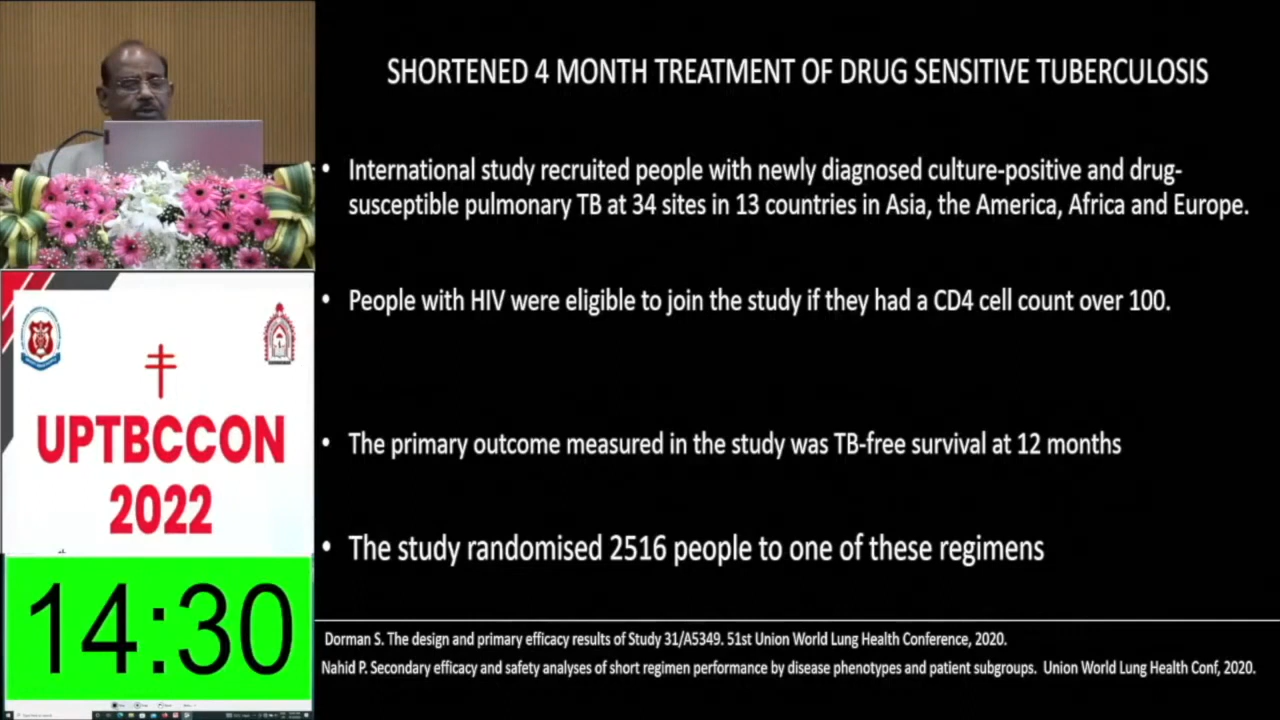 SHORTENED 4 MONTH TREATMENT OF DRUG SENSITIVE TUBERCULOSIS
• International study recruited people with newly diagnosed culture-positive and drug-
susceptible pulmonary TB at 34 sites in 13 countries in Asia, the America, Africa and Europe.
• People with HIV were eligible to join the study if they had a CD4 cell count over 100.
• The primary outcome measured in the study was TB-free survival at 12 months
• The study randomised 2516 people to one of these regimens
Dorman S. The design and primary efficacy results of Study 31/A5349. 51st Union World Lung Health Conference, 2020.
Nahid P. Secondary efficacy and safety analyses of short regimen performance by disease phenotypes and patient subgroups. Union World Lung Health Conf, 2020.
UPTBCCON
2022
14:30